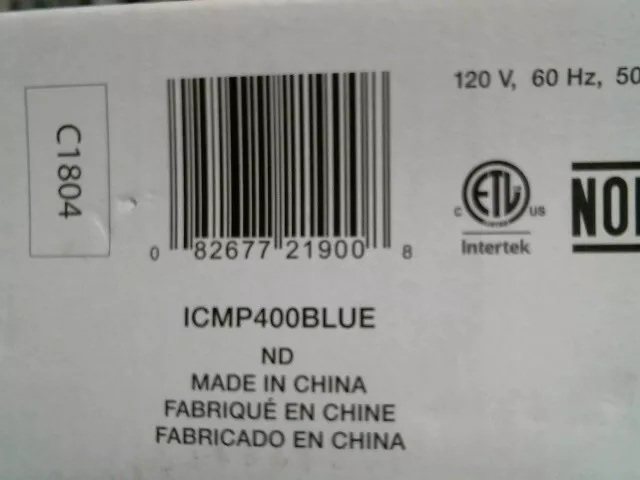 C1804
120 V, 60 Hz, 50
0 82677 21900 8
C ETL US
Intertek
ICMP400BLUE
ND
MADE IN CHINA
FABRIQUÉ EN CHINE
FABRICADO EN CHINA